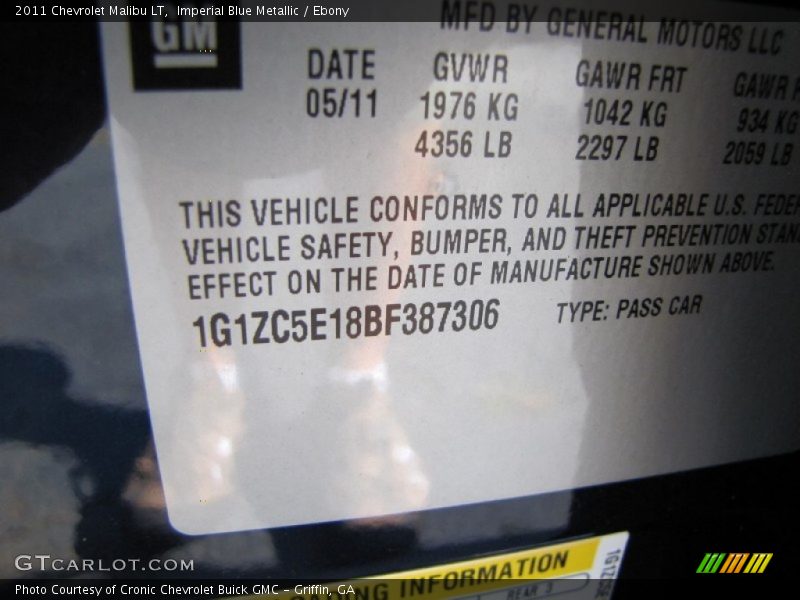 2011 Chevrolet Malibu LT, Imperial Blue Metallic / Ebony
GM
MFD BY GENERAL MOTORS LLC
DATE GVWR GAWR FRT GAWR
05/11 1976 KG 1042 KG 934 KG
4356 LB 2297 LB 2059 LB
THIS VEHICLE CONFORMS TO ALL APPLICABLE U.S.
VEHICLE SAFETY, BUMPER, AND THEFT PREVENTION
EFFECT ON THE DATE OF MANUFACTURE SHOWN ABOVE.
1G1ZC5E18BF387306 TYPE: PASS CAR
INFORMATION
REAR 3
GTCARLOT.COM
Photo Courtesy of Cronic Chevrolet Buick GMC – Griffin, GA